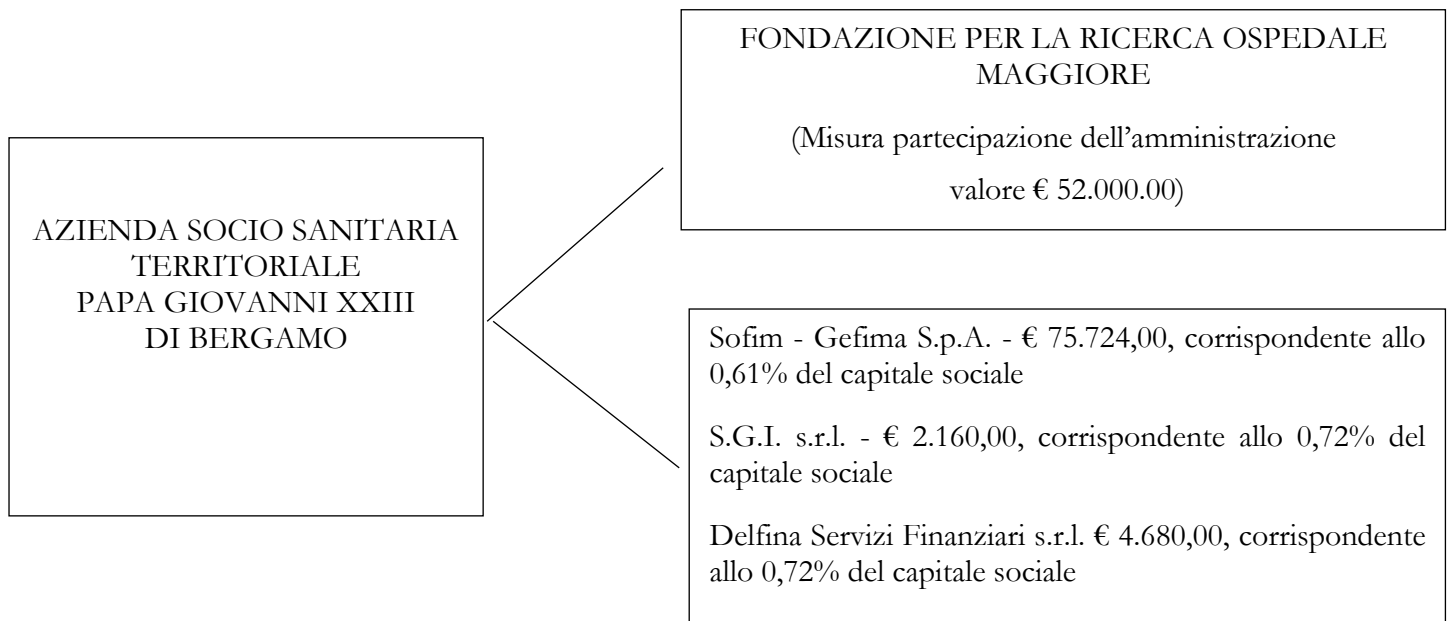 FONDAZIONE PER LA RICERCA OSPEDALE
MAGGIORE
(Misura partecipazione dell’amministrazione
valore € 52.000.00)
AZIENDA SOCIO SANITARIA
TERRITORIALE
PAPA GIOVANNI XXIII
DI BERGAMO
Sofim - Gefima S.p.A. - € 75.724,00, corrispondente allo
0,61% del capitale sociale
S.G.I. s.r.l. - € 2.160,00, corrispondente allo 0,72% del
capitale sociale
Delfina Servizi Finanziari s.r.l. € 4.680,00, corrispondente
allo 0,72% del capitale sociale